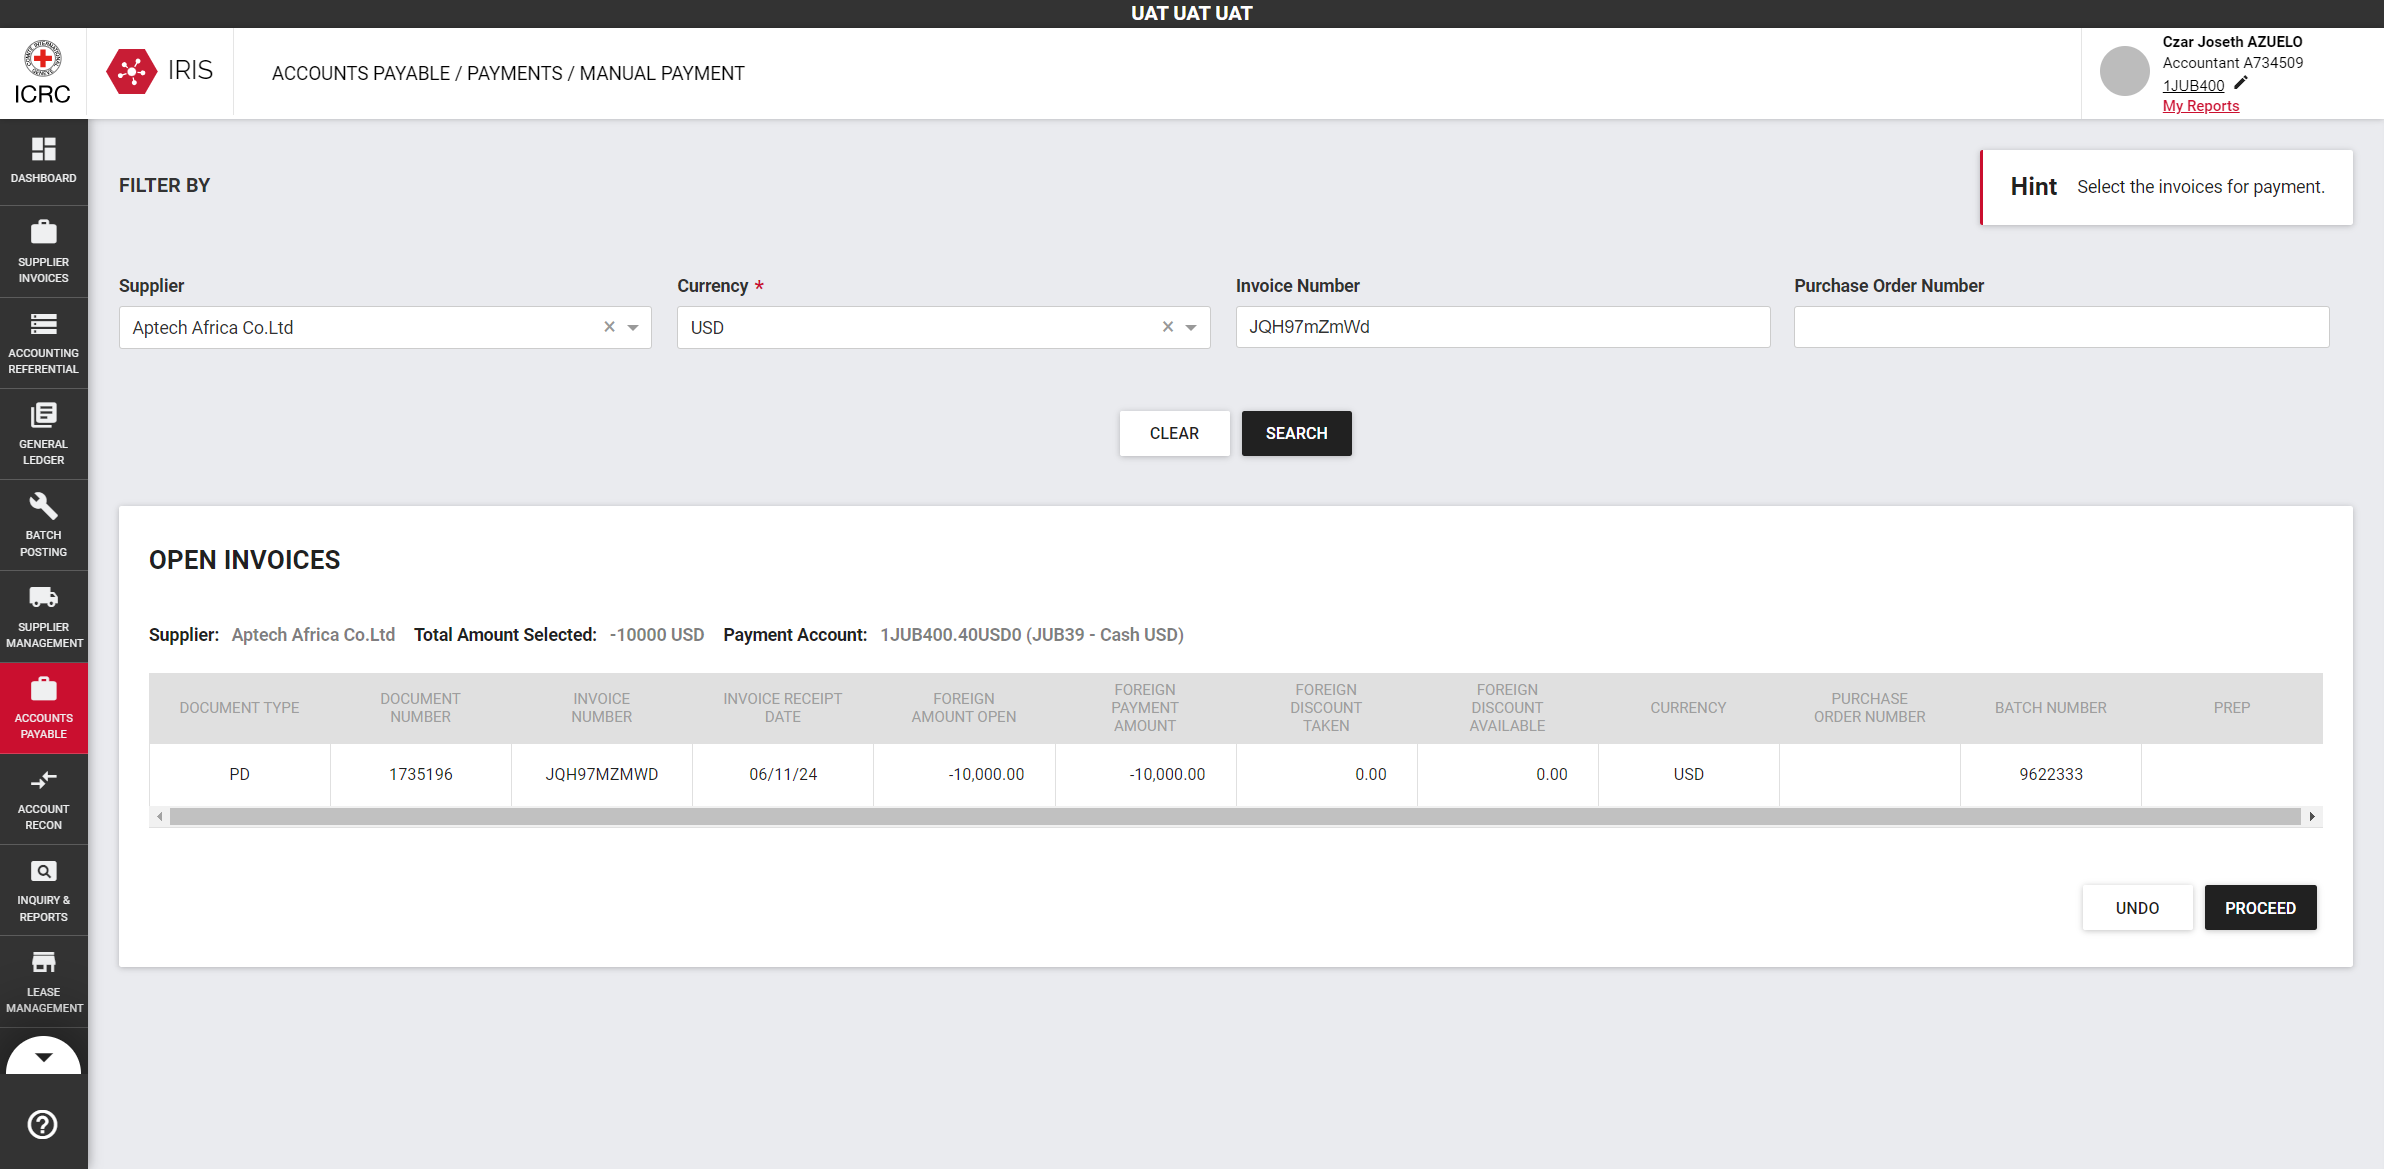 UAT UAT UAT
ICRC
IRIS
ACCOUNTS PAYABLE / PAYMENTS / MANUAL PAYMENT
Czar Joseth AZUELO
Accountant A734509
1JUB400
My Reports
DASHBOARD
SUPPLIER
INVOICES
ACCOUNTING
REFERENTIAL
GENERAL
LEDGER
BATCH
POSTING
SUPPLIER
MANAGEMENT
ACCOUNTS
PAYABLE
ACCOUNT
RECON
INQUIRY &
REPORTS
LEASE
MANAGEMENT
FILTER BY
Hint Select the invoices for payment.
Supplier
Currency *
Invoice Number
Purchase Order Number
Aptech Africa Co.Ltd
USD
JQH97mZmWd
CLEAR
SEARCH
OPEN INVOICES
Supplier: Aptech Africa Co.Ltd Total Amount Selected: -10000 USD Payment Account: 1JUB400.40USD0 (JUB39 - Cash USD)
DOCUMENT TYPE
DOCUMENT
NUMBER
INVOICE
NUMBER
INVOICE RECEIPT
DATE
FOREIGN
AMOUNT OPEN
FOREIGN
PAYMENT
AMOUNT
FOREIGN
DISCOUNT
TAKEN
FOREIGN
DISCOUNT
AVAILABLE
CURRENCY
PURCHASE
ORDER NUMBER
BATCH NUMBER
PREP
PD 1735196 JQH97MZMWD 06/11/24 -10,000.00 -10,000.00 0.00 0.00 USD 9622333
UNDO
PROCEED